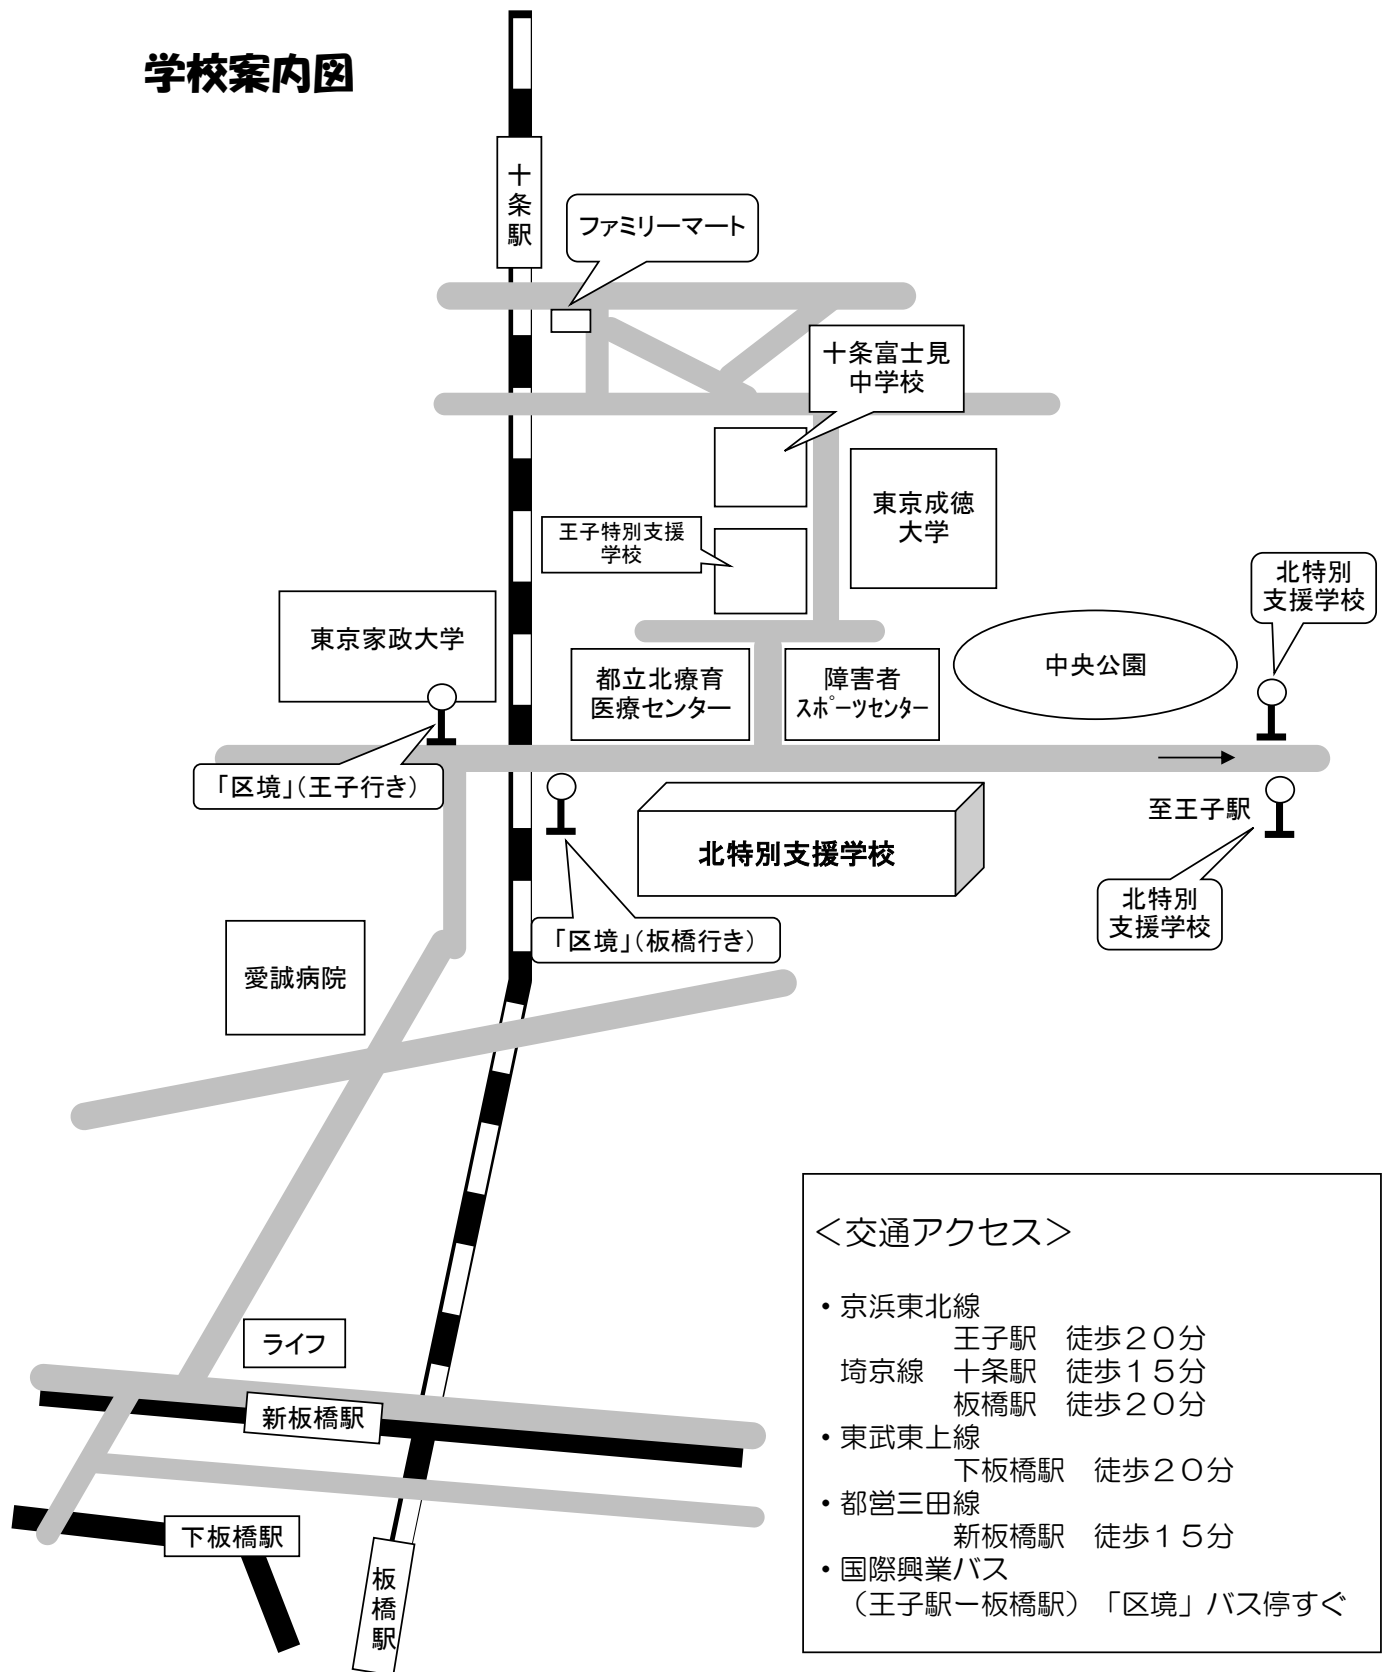 学校案内図
十条駅
ファミリーマート
十条富士見
中学校
東京成徳
大学
王子特別支援
学校
北特別
支援学校
東京家政大学
都立北療育
医療センター
障害者
スポーツセンター
中央公園
「区境」（王子行き）
至王子駅
北特別支援学校
北特別
支援学校
「区境」（板橋行き）
愛誠病院
＜交通アクセス＞
・京浜東北線
王子駅　徒歩２０分
埼京線　十条駅　徒歩１５分
板橋駅　徒歩２０分
・東武東上線
下板橋駅　徒歩２０分
・都営三田線
新板橋駅　徒歩１５分
・国際興業バス
（王子駅ー板橋駅）「区境」バス停すぐ
ライフ
新板橋駅
下板橋駅
板橋駅